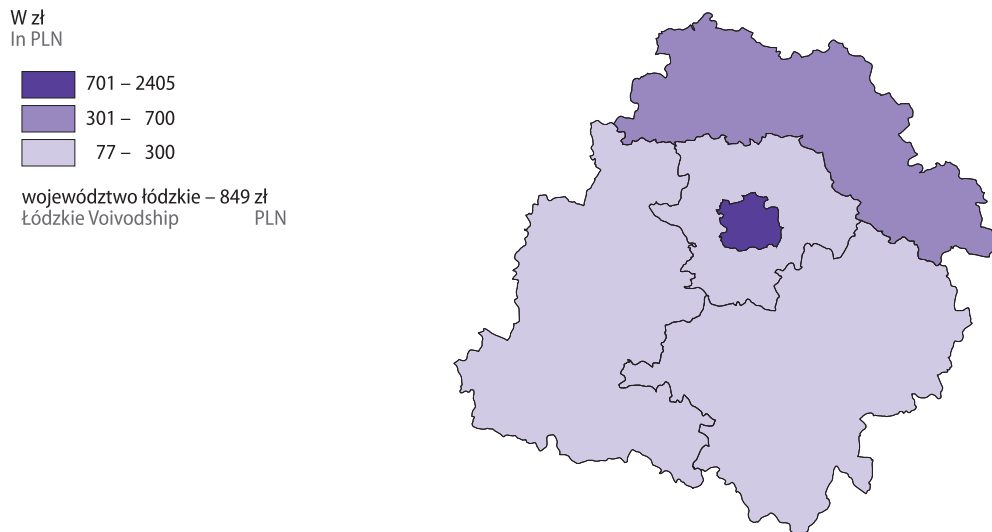 W zł
In PLN
701 – 2405
301 – 700
77 – 300
województwo łódzkie – 849 zł
Łódzkie Voivodship PLN